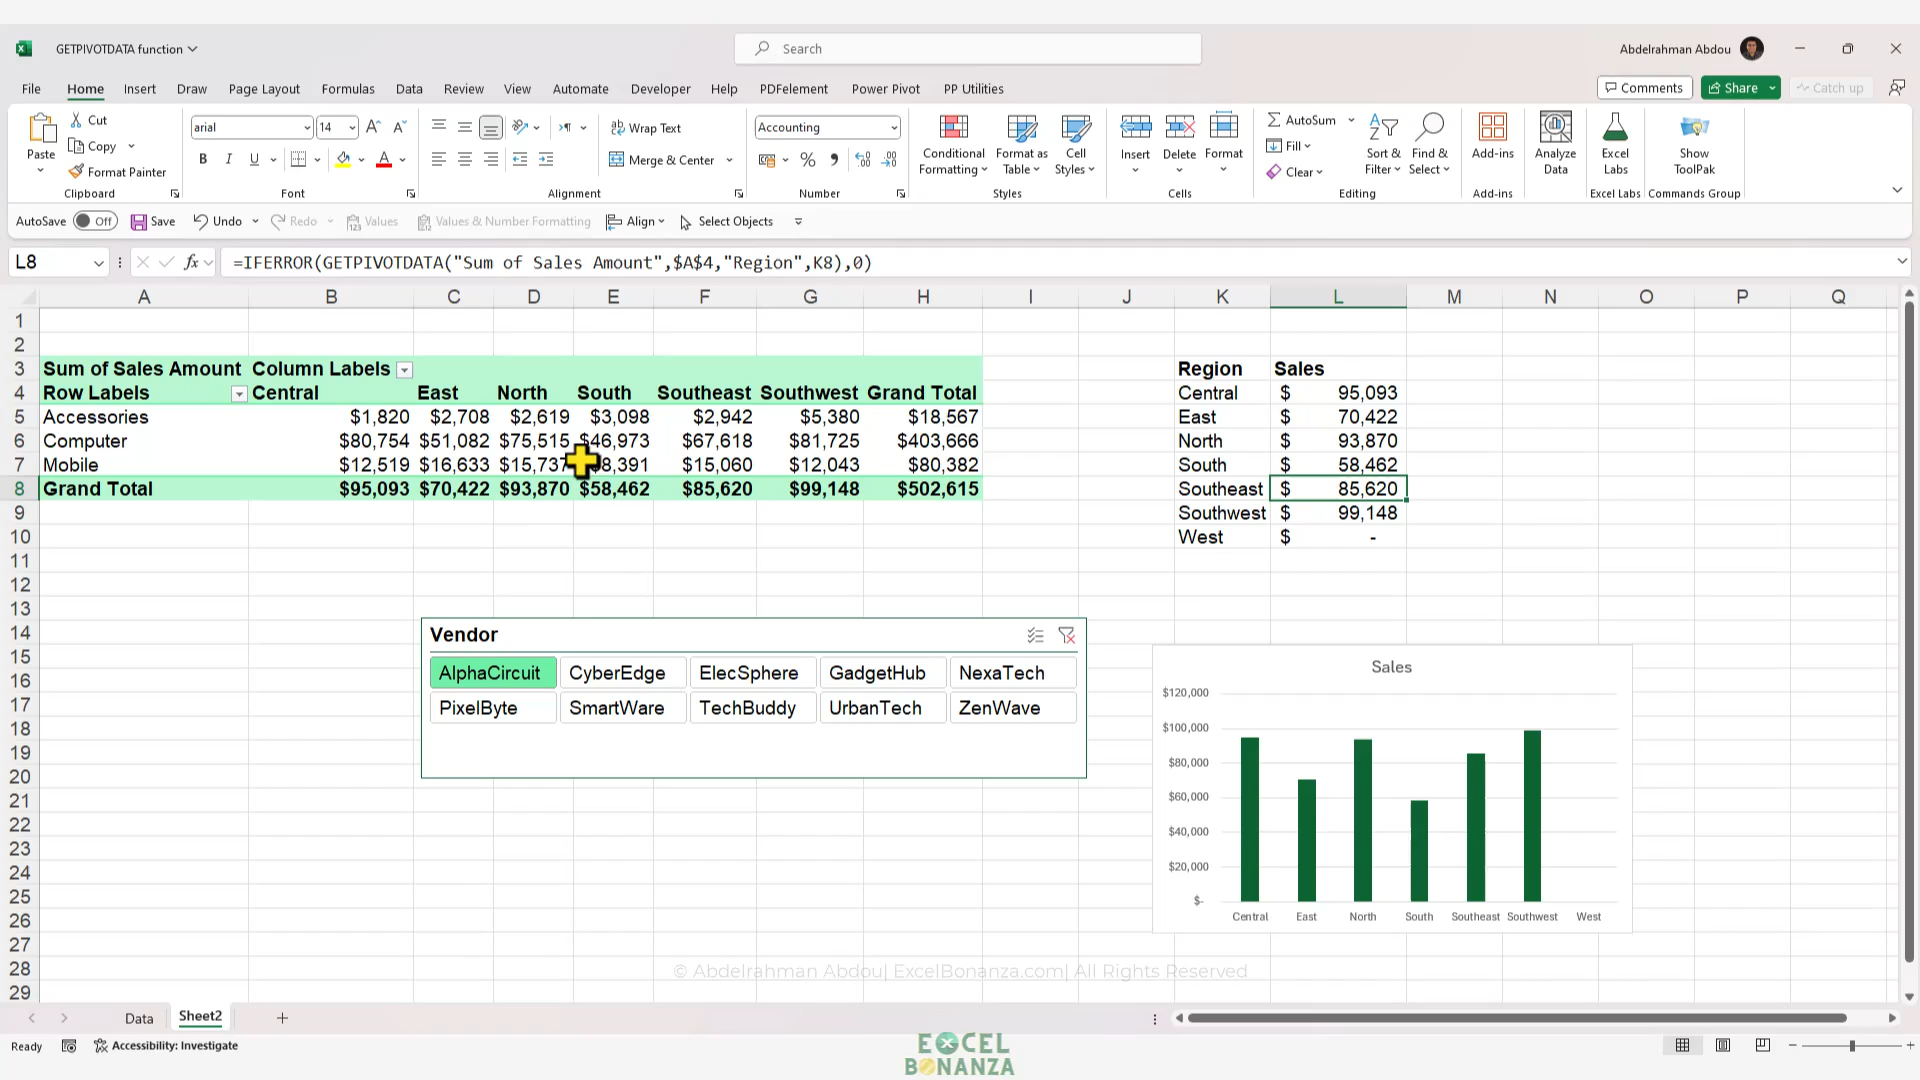 GETPIVOTDATA function
Search
Abdelrahman Abdou
File Home Insert Draw Page Layout Formulas Data Review View Automate Developer Help PDFelement Power Pivot PP Utilities
Comments Share Catch up
Paste
Cut
Copy
Format Painter
Clipboard
arial 14
B I U
Font
Wrap Text
Merge & Center
Alignment
Accounting
Number
Conditional Formatting
Format as Table
Cell Styles
Styles
Insert Delete Format
Cells
AutoSum
Fill
Clear
Sort & Filter
Find & Select
Editing
Add-ins
Add-ins
Analyze Data
Excel Labs
Excel Labs
Show ToolPak
Commands Group
AutoSave Off Save Undo Redo Values Values & Number Formatting Align Select Objects
L8 fx =IFERROR(GETPIVOTDATA("Sum of Sales Amount",$A$4,"Region",K8),0)
A B C D E F G H I J K L M N O P Q
1
2
3 Sum of Sales Amount Column Labels Region Sales
4 Row Labels Central East North South Southeast Southwest Grand Total Central $ 95,093
5 Accessories $1,820 $2,708 $2,619 $3,098 $2,942 $5,380 $18,567 East $ 70,422
6 Computer $80,754 $51,082 $75,515 $46,973 $67,618 $81,725 $403,666 North $ 93,870
7 Mobile $12,519 $16,633 $15,737 8,391 $15,060 $12,043 $80,382 South $ 58,462
8 Grand Total $95,093 $70,422 $93,870 $58,462 $85,620 $99,148 $502,615 Southeast $ 85,620
9 Southwest $ 99,148
10 West $ -
11
12
13
14
15
16
17
18
19
20
21
22
23
24
25
26
27
28
29
Vendor
AlphaCircuit CyberEdge ElecSphere GadgetHub NexaTech
PixelByte SmartWare TechBuddy UrbanTech ZenWave
Sales
$120,000
$100,000
$80,000
$60,000
$40,000
$20,000
$-
Central East North South Southeast Southwest West
© Abdelrahman Abdou| ExcelBonanza.com| All Rights Reserved
Data Sheet2
Ready Accessibility: Investigate
EXCEL
BONANZA